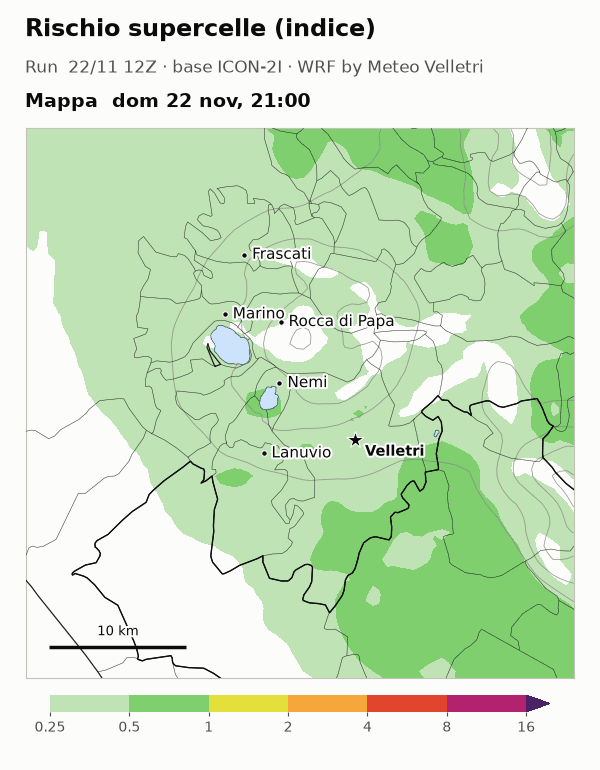 Rischio supercelle (indice)
Run  22/11 12Z · base ICON-2I · WRF by Meteo Velletri
Mappa  dom 22 nov, 21:00
Frascati
Marino
Rocca di Papa
Nemi
Velletri
Lanuvio
10 km
0.25 0.5 1 2 4 8 16